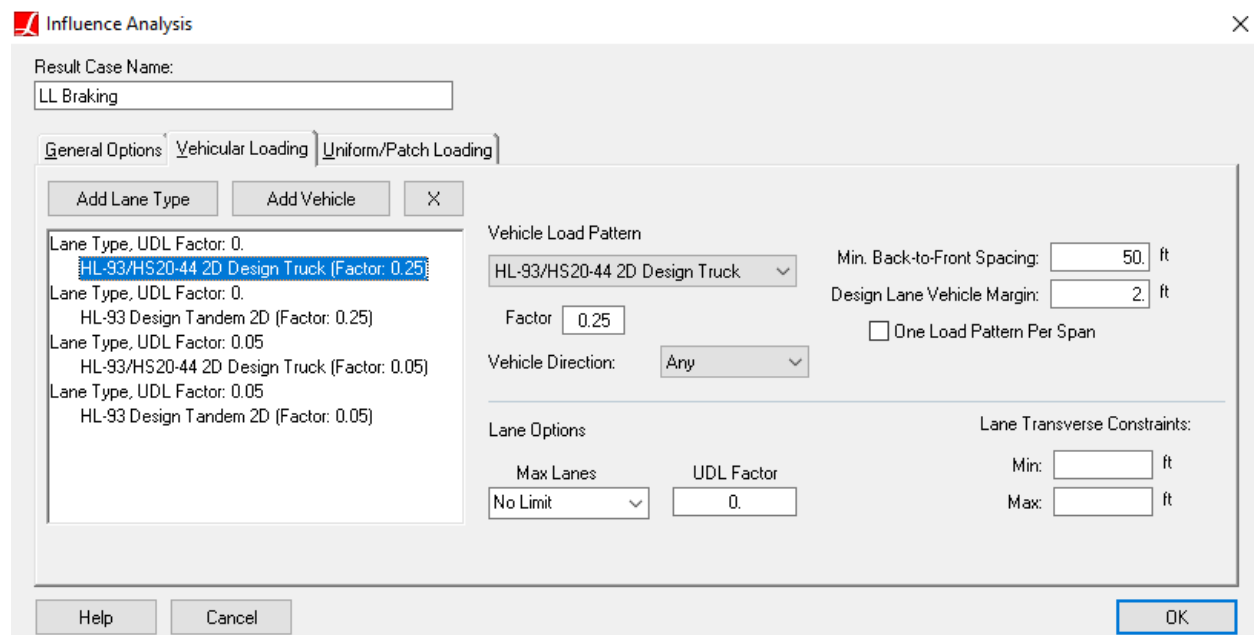 Influence Analysis
Result Case Name:
LL Braking
General Options Vehicular Loading Uniform/Patch Loading
Add Lane Type Add Vehicle X
Lane Type, UDL Factor: 0.
HL-93/HS20-44 2D Design Truck (Factor: 0.25)
Lane Type, UDL Factor: 0.
HL-93 Design Tandem 2D (Factor: 0.25)
Lane Type, UDL Factor: 0.05
HL-93/HS20-44 2D Design Truck (Factor: 0.05)
Lane Type, UDL Factor: 0.05
HL-93 Design Tandem 2D (Factor: 0.05)
Vehicle Load Pattern
HL-93/HS20-44 2D Design Truck
Factor 0.25
Vehicle Direction: Any
Min. Back-to-Front Spacing: 50. ft
Design Lane Vehicle Margin: 2. ft
One Load Pattern Per Span
Lane Options
Max Lanes UDL Factor
No Limit 0.
Lane Transverse Constraints:
Min: ft
Max: ft
Help Cancel OK